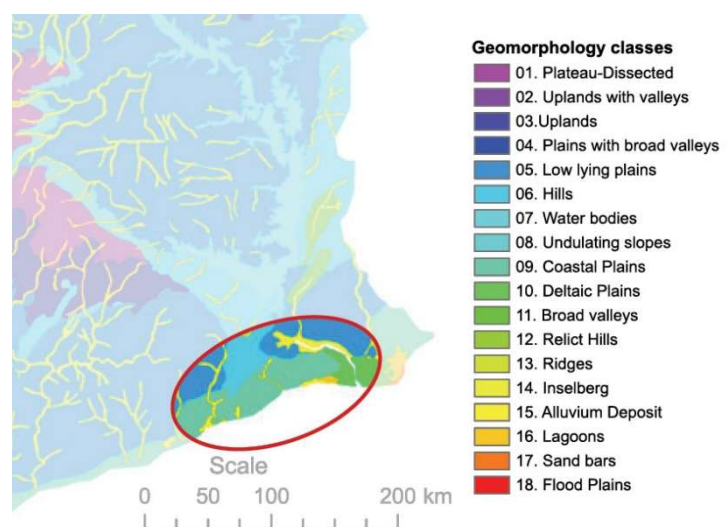 Geomorphology classes
01. Plateau-Dissected
02. Uplands with valleys
03.Uplands
04. Plains with broad valleys
05. Low lying plains
06. Hills
07. Water bodies
08. Undulating slopes
09. Coastal Plains
10. Deltaic Plains
11. Broad valleys
12. Relict Hills
13. Ridges
14. Inselberg
15. Alluvium Deposit
16. Lagoons
17. Sand bars
18. Flood Plains
Scale
0 50 100 200 km